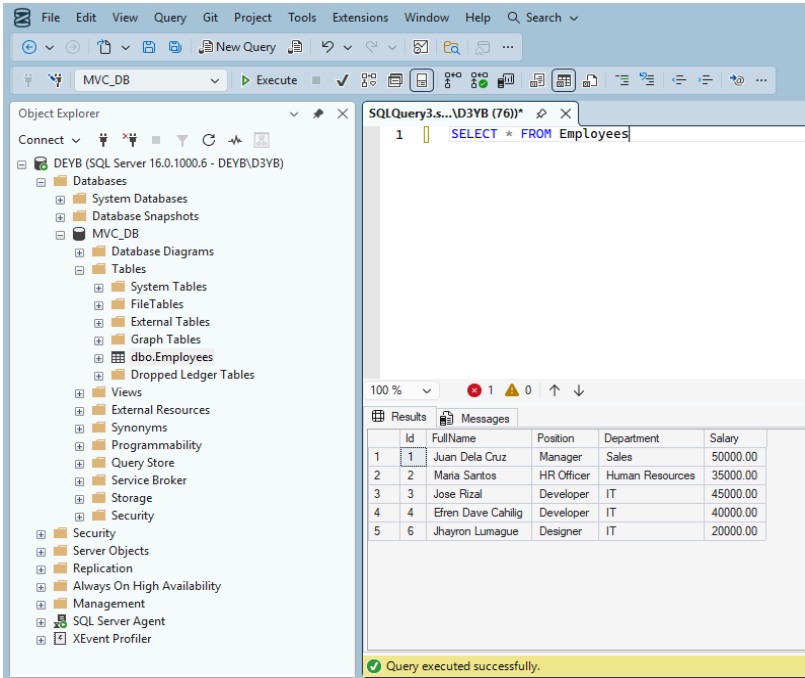 File Edit View Query Git Project Tools Extensions Window Help Search
New Query
MVC_DB Execute
Object Explorer
Connect
DEYB (SQL Server 16.0.1000.6 - DEYB\D3YB)
Databases
System Databases
Database Snapshots
MVC_DB
Database Diagrams
Tables
System Tables
FileTables
External Tables
Graph Tables
dbo.Employees
Dropped Ledger Tables
Views
External Resources
Synonyms
Programmability
Query Store
Service Broker
Storage
Security
Security
Server Objects
Replication
Always On High Availability
Management
SQL Server Agent
XEvent Profiler
SQLQuery3.s...\D3YB (76))*
1 SELECT * FROM Employees
100 % 1 0
Results Messages
Id FullName Position Department Salary
1 1 Juan Dela Cruz Manager Sales 50000.00
2 2 Maria Santos HR Officer Human Resources 35000.00
3 3 Jose Rizal Developer IT 45000.00
4 4 Efren Dave Cahilig Developer IT 40000.00
5 6 Jhayron Lumague Designer IT 20000.00
Query executed successfully.